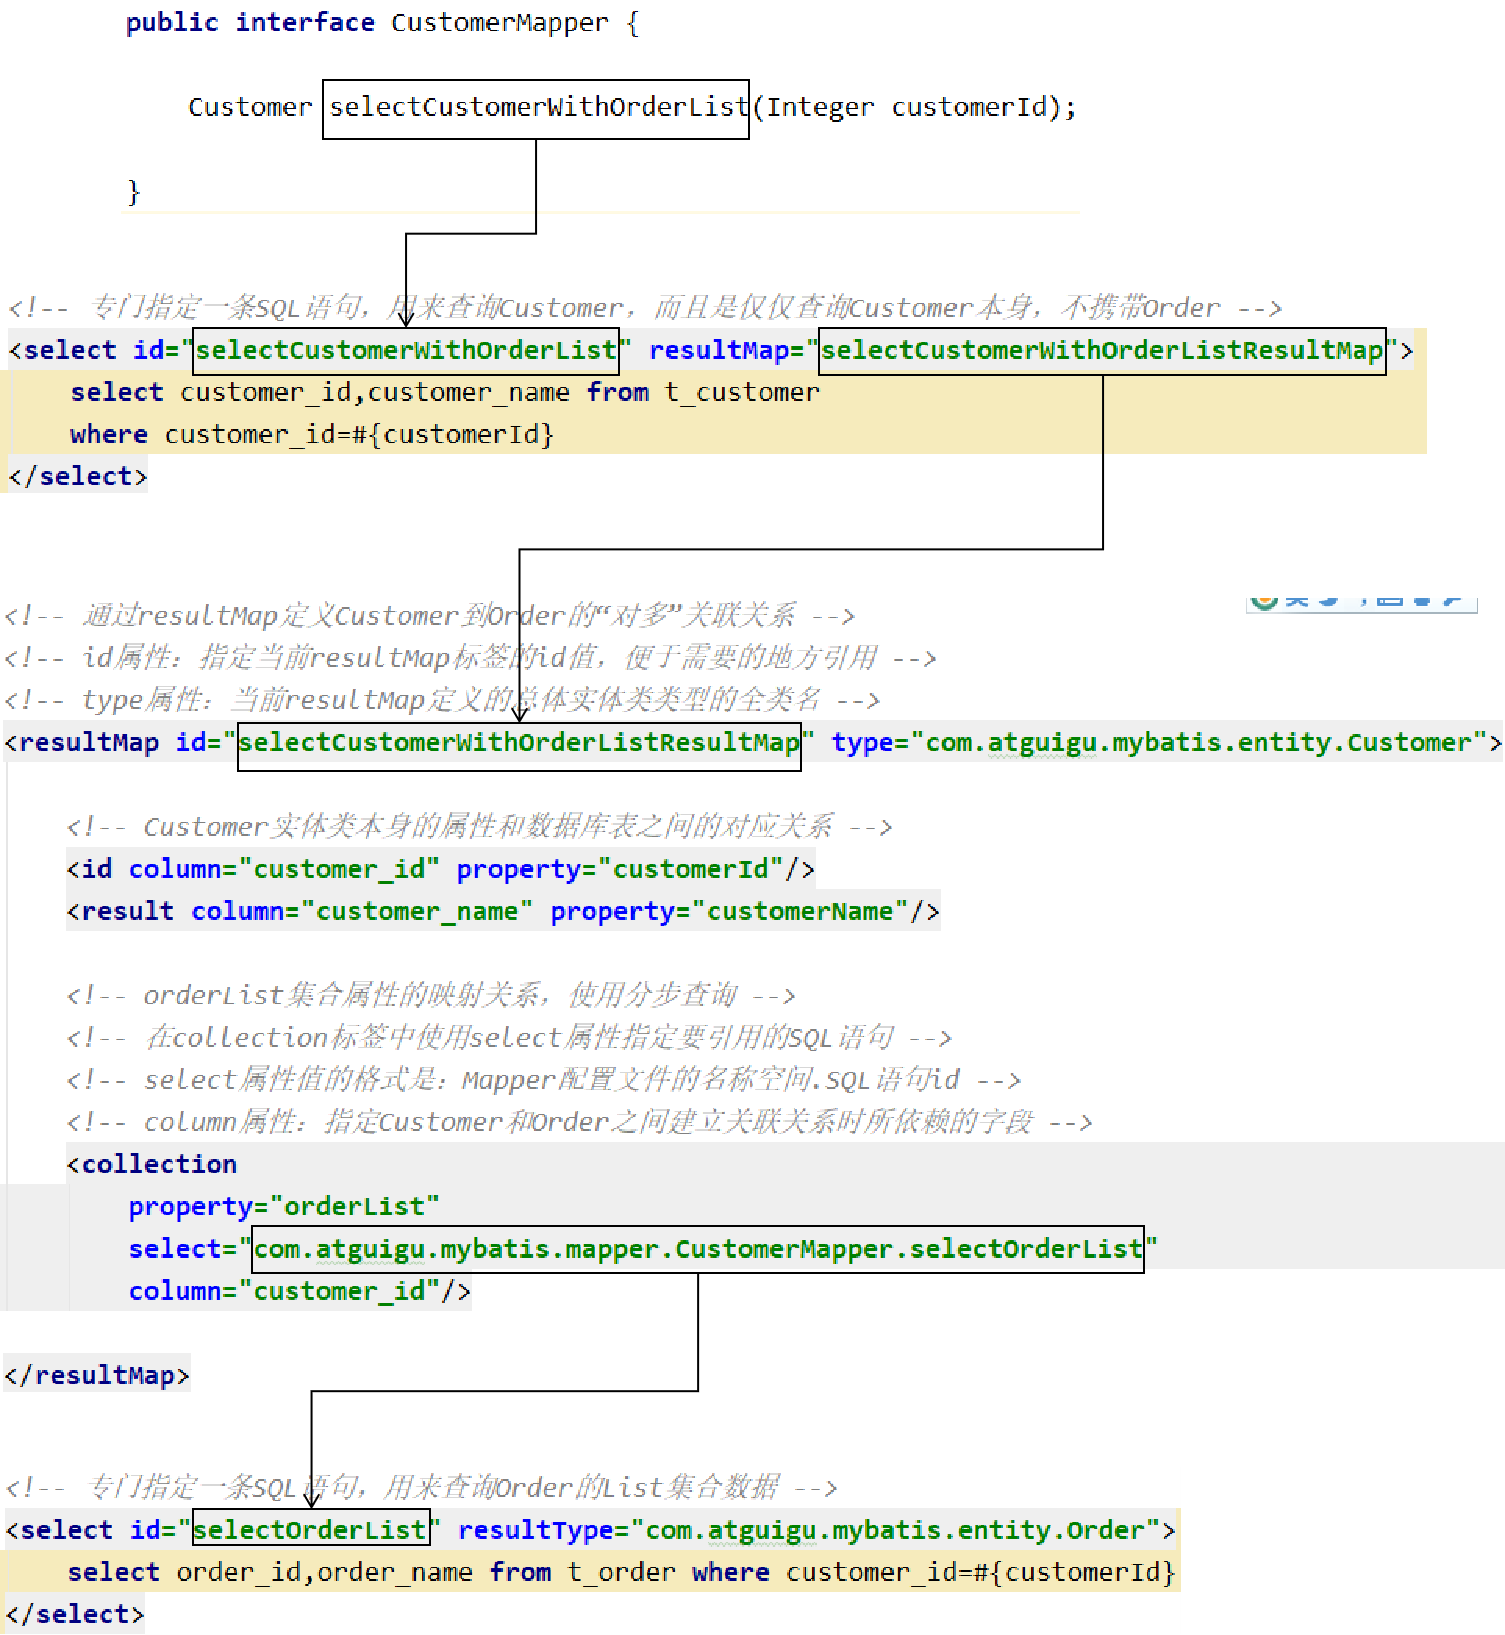 public interface CustomerMapper {
Customer selectCustomerWithOrderList(Integer customerId);
}
<!-- 专门指定一条SQL语句，用来查询Customer，而且是仅仅查询Customer本身，不携带Order -->
<select id="selectCustomerWithOrderList" resultMap="selectCustomerWithOrderListResultMap">
select customer_id,customer_name from t_customer
where customer_id=#{customerId}
</select>
<!-- 通过resultMap定义Customer到Order的“对多”关联关系 -->
<!-- id属性：指定当前resultMap标签的id值，便于需要的地方引用 -->
<!-- type属性：当前resultMap定义的总体实体类类型的全类名 -->
<resultMap id="selectCustomerWithOrderListResultMap" type="com.atguigu.mybatis.entity.Customer">
<!-- Customer实体类本身的属性和数据库表之间的对应关系 -->
<id column="customer_id" property="customerId"/>
<result column="customer_name" property="customerName"/>
<!-- orderList集合属性的映射关系，使用分步查询 -->
<!-- 在collection标签中使用select属性指定要引用的SQL语句 -->
<!-- select属性值的格式是：Mapper配置文件的名称空间.SQL语句id -->
<!-- column属性：指定Customer和Order之间建立关联关系时所依赖的字段 -->
<collection
property="orderList"
select="com.atguigu.mybatis.mapper.CustomerMapper.selectOrderList"
column="customer_id"/>
</resultMap>
<!-- 专门指定一条SQL语句，用来查询Order的List集合数据 -->
<select id="selectOrderList" resultType="com.atguigu.mybatis.entity.Order">
select order_id,order_name from t_order where customer_id=#{customerId}
</select>